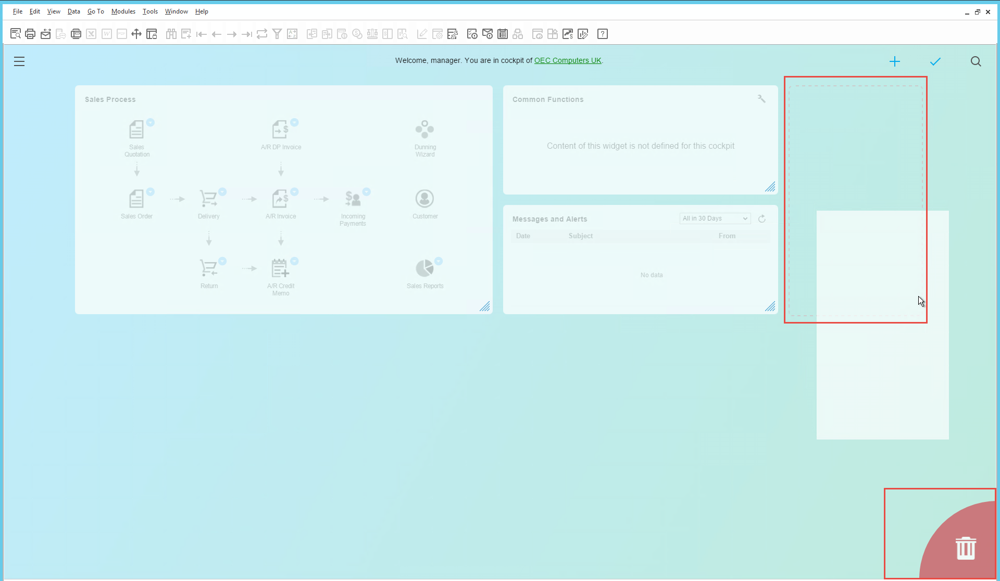 File Edit View Data Go To Modules Tools Window Help
Welcome, manager. You are in cockpit of OEC Computers UK.
Sales Process
Sales
Quotation
A/R DP Invoice
Dunning
Wizard
Sales Order
Delivery
A/R Invoice
Incoming
Payments
Customer
Return
A/R Credit
Memo
Sales Reports
Common Functions
Content of this widget is not defined for this cockpit
Messages and Alerts
All in 30 Days
Date Subject From
No data